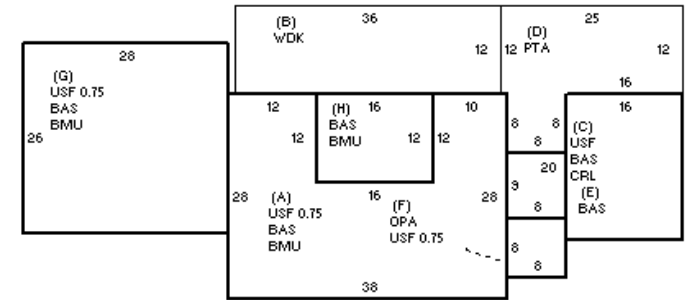 (B)
WDK
36
12
12
(D)
PTA
25
12
16
28
(G)
USF 0.75
BAS
BMU
26
12
12
(H)
BAS
BMU
16
12
12
10
16
8
8
8
16
(C)
USF
BAS
CRL
(E)
BAS
20
9
8
28
(A)
USF 0.75
BAS
BMU
(F)
OPA
USF 0.75
28
8
8
38